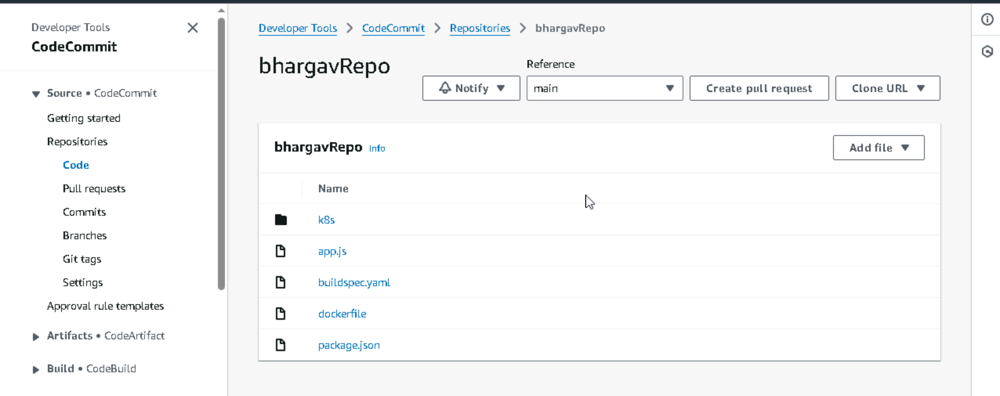 Developer Tools
CodeCommit
Source • CodeCommit
Getting started
Repositories
Code
Pull requests
Commits
Branches
Git tags
Settings
Approval rule templates
Artifacts • CodeArtifact
Build • CodeBuild
Developer Tools > CodeCommit > Repositories > bhargavRepo
bhargavRepo
Reference
Notify main Create pull request Clone URL
bhargavRepo Info Add file
Name
k8s
app.js
buildspec.yaml
dockerfile
package.json